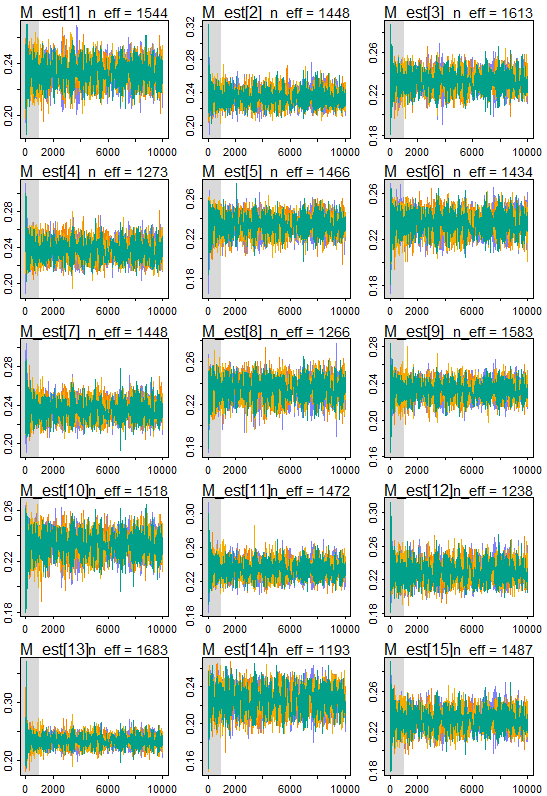 M_est[1] n_eff = 1544
0.20 0.24
0 2000 6000 10000
M_est[2] n_eff = 1448
0.20 0.24 0.28 0.32
0 2000 6000 10000
M_est[3] n_eff = 1613
0.18 0.22 0.26
0 2000 6000 10000
M_est[4] n_eff = 1273
0.20 0.24 0.28
0 2000 6000 10000
M_est[5] n_eff = 1466
0.18 0.22 0.26
0 2000 6000 10000
M_est[6] n_eff = 1434
0.18 0.22 0.26
0 2000 6000 10000
M_est[7] n_eff = 1448
0.20 0.24 0.28
0 2000 6000 10000
M_est[8] n_eff = 1266
0.18 0.22 0.26
0 2000 6000 10000
M_est[9] n_eff = 1583
0.16 0.20 0.24 0.28
0 2000 6000 10000
M_est[10] n_eff = 1518
0.18 0.22 0.26
0 2000 6000 10000
M_est[11] n_eff = 1472
0.18 0.22 0.26 0.30
0 2000 6000 10000
M_est[12] n_eff = 1238
0.18 0.22 0.26 0.30
0 2000 6000 10000
M_est[13] n_eff = 1683
0.20 0.30
0 2000 6000 10000
M_est[14] n_eff = 1193
0.16 0.20 0.24
0 2000 6000 10000
M_est[15] n_eff = 1487
0.18 0.22 0.26
0 2000 6000 10000